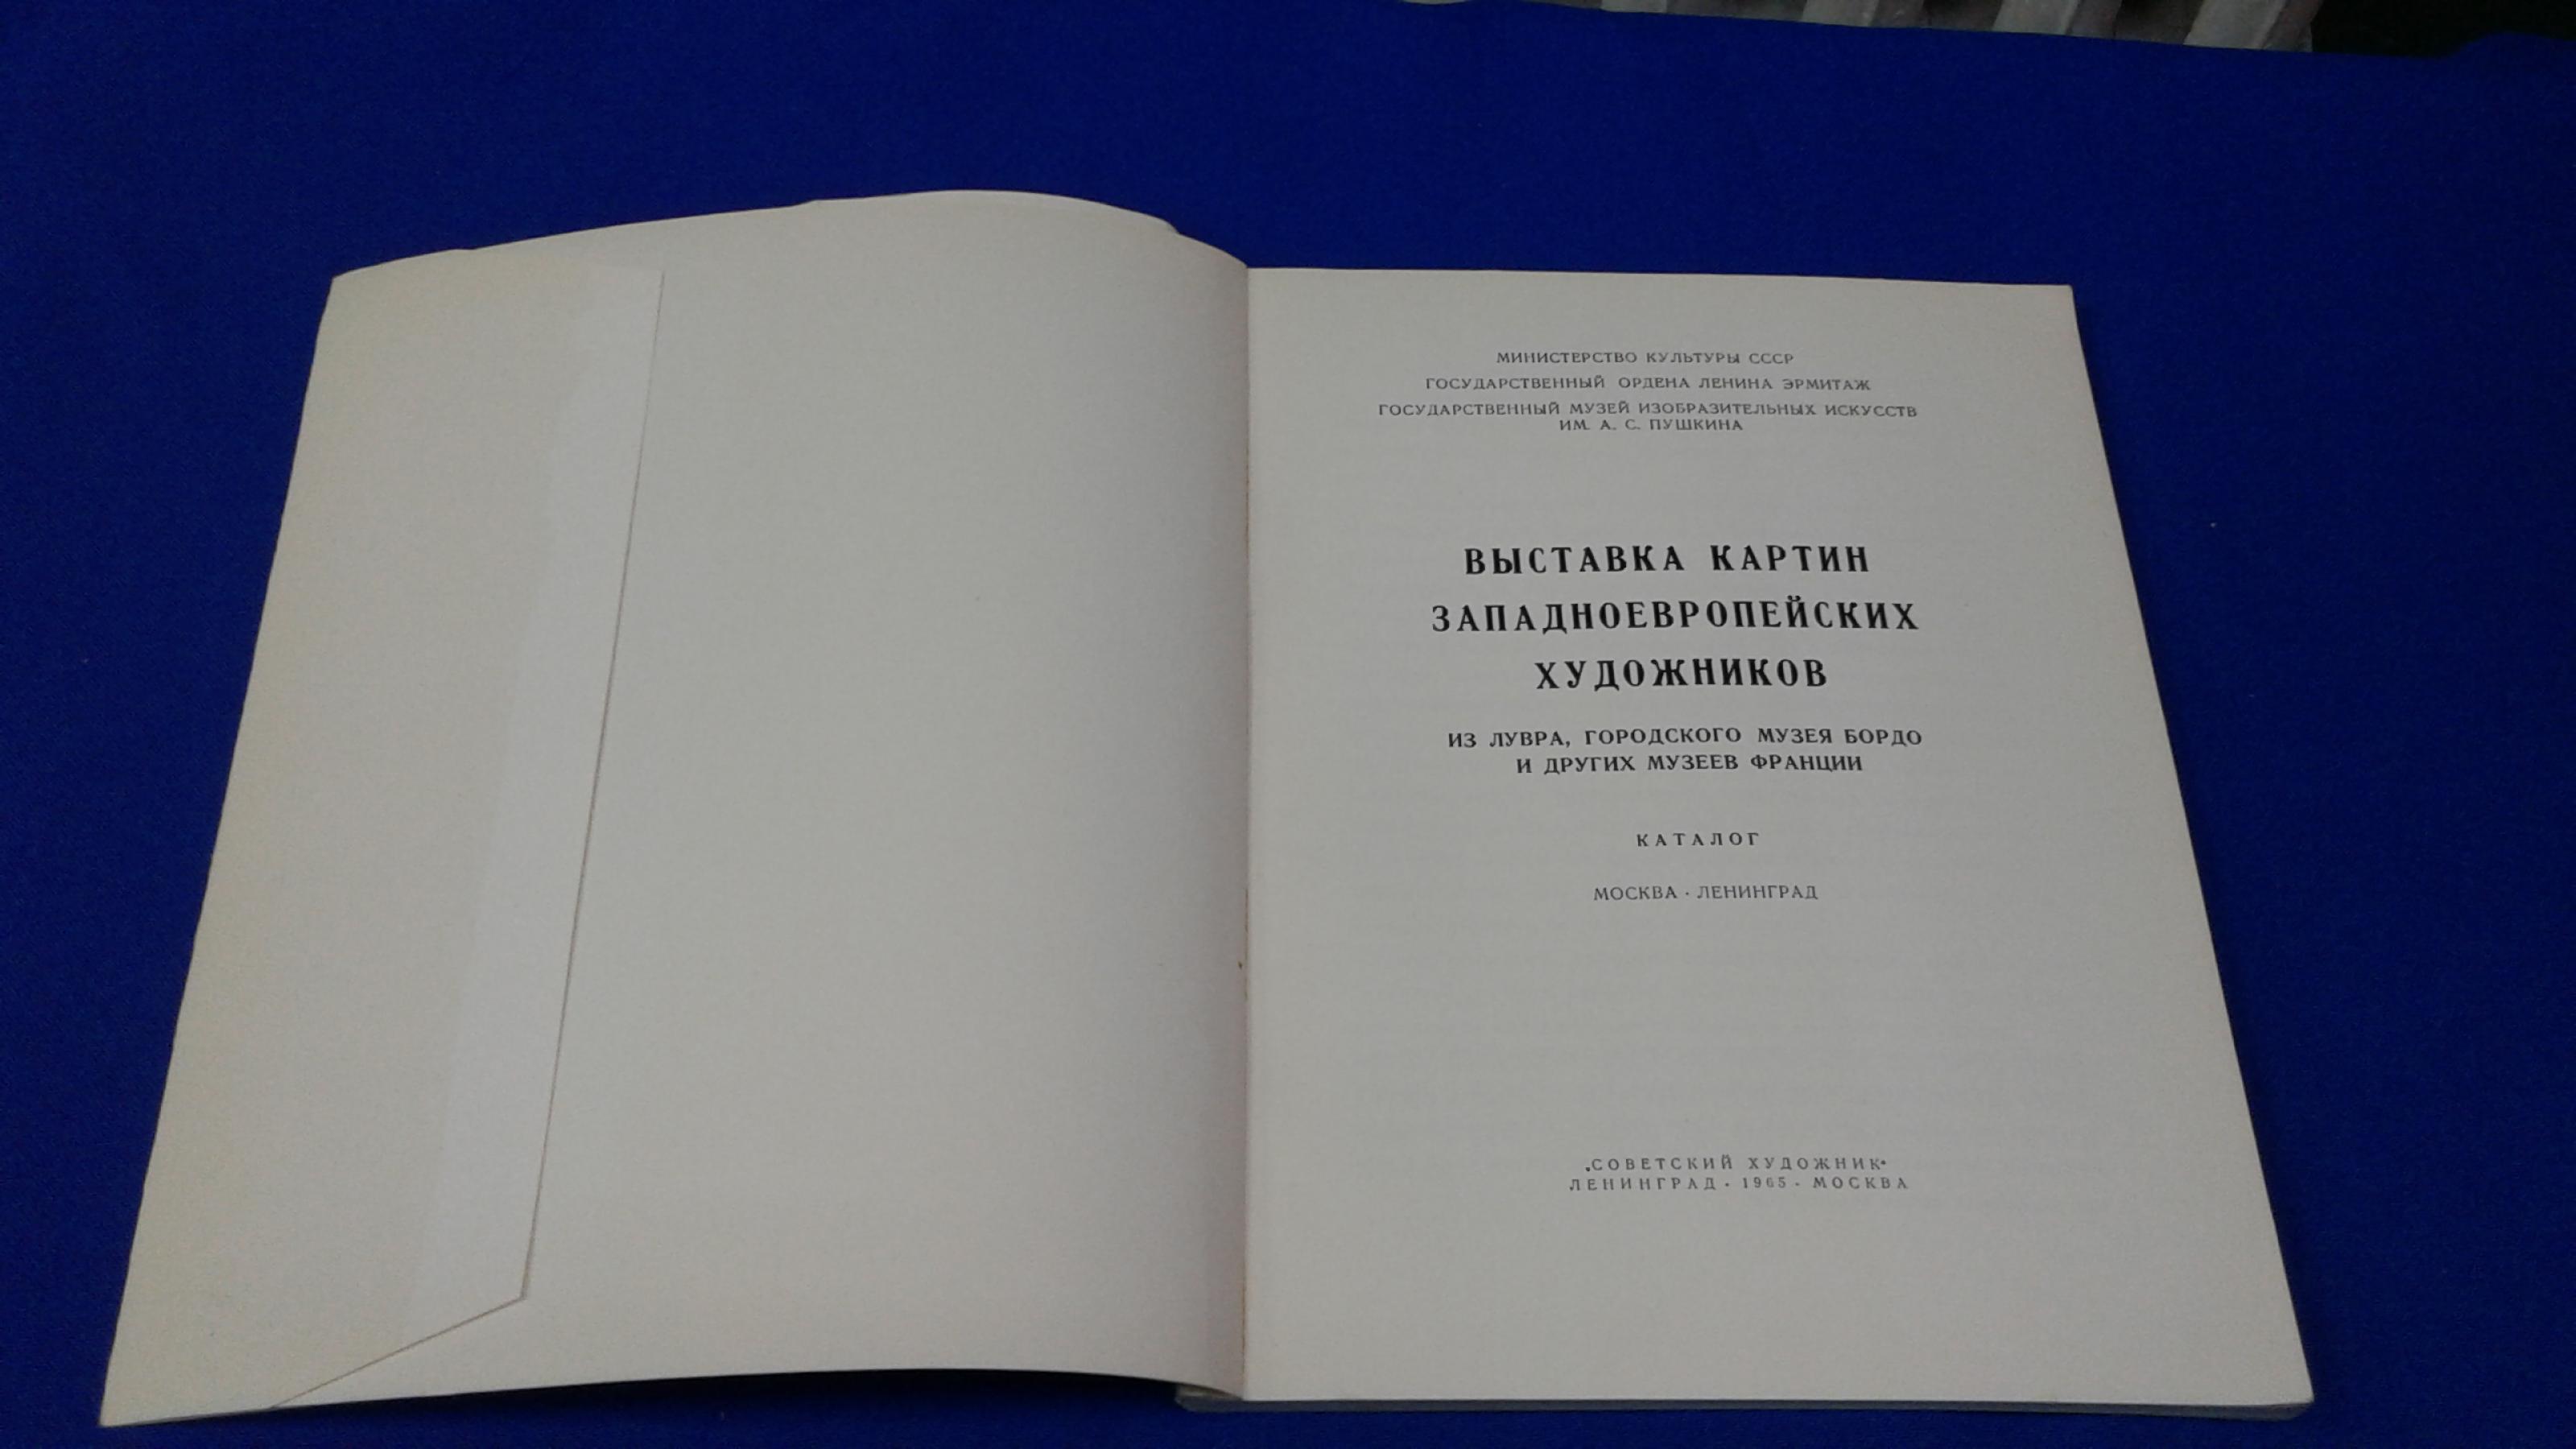 МИНИСТЕРСТВО КУЛЬТУРЫ СССР
ГОСУДАРСТВЕННЫЙ ОРДЕНА ЛЕНИНА ЭРМИТАЖ
ГОСУДАРСТВЕННЫЙ МУЗЕЙ ИЗОБРАЗИТЕЛЬНЫХ ИСКУССТВ
ИМ. А. С. ПУШКИНА
ВЫСТАВКА КАРТИН
ЗАПАДНОЕВРОПЕЙСКИХ
ХУДОЖНИКОВ
ИЗ ЛУВРА, ГОРОДСКОГО МУЗЕЯ БОРДО
И ДРУГИХ МУЗЕЕВ ФРАНЦИИ
КАТАЛОГ
МОСКВА · ЛЕНИНГРАД
„СОВЕТСКИЙ ХУДОЖНИК“
ЛЕНИНГРАД · 1965 · МОСКВА